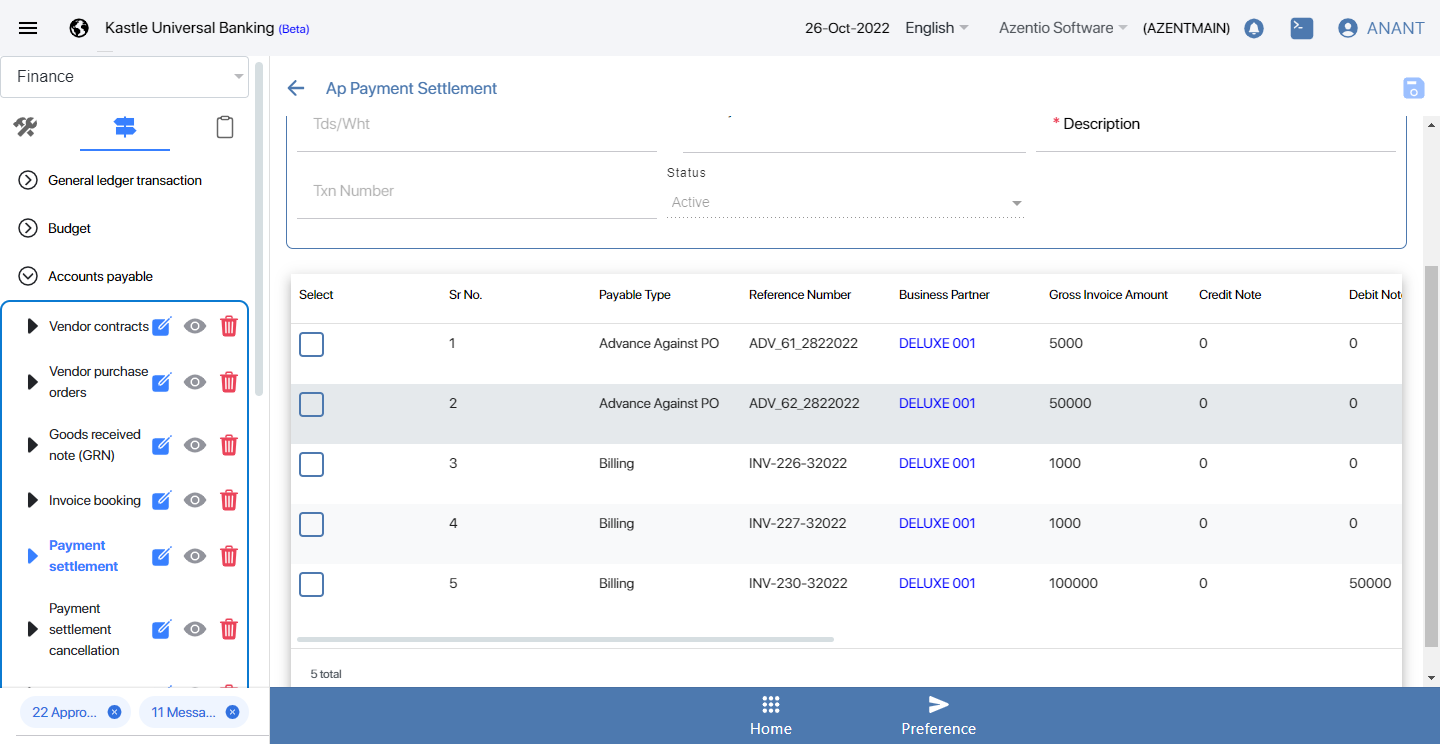 Kastle Universal Banking (Beta)
26-Oct-2022 English Azentio Software (AZENTMAIN) ANANT
Finance
General ledger transaction
Budget
Accounts payable
Vendor contracts
Vendor purchase
orders
Goods received
note (GRN)
Invoice booking
Payment
settlement
Payment
settlement
cancellation
22 Appro... 11 Messa...
Ap Payment Settlement
Tds/Wht * Description
Txn Number Status
Active
Select Sr No. Payable Type Reference Number Business Partner Gross Invoice Amount Credit Note Debit Not
1 Advance Against PO ADV_61_2822022 DELUXE 001 5000 0 0
2 Advance Against PO ADV_62_2822022 DELUXE 001 50000 0 0
3 Billing INV-226-32022 DELUXE 001 1000 0 0
4 Billing INV-227-32022 DELUXE 001 1000 0 0
5 Billing INV-230-32022 DELUXE 001 100000 0 50000
5 total
Home Preference